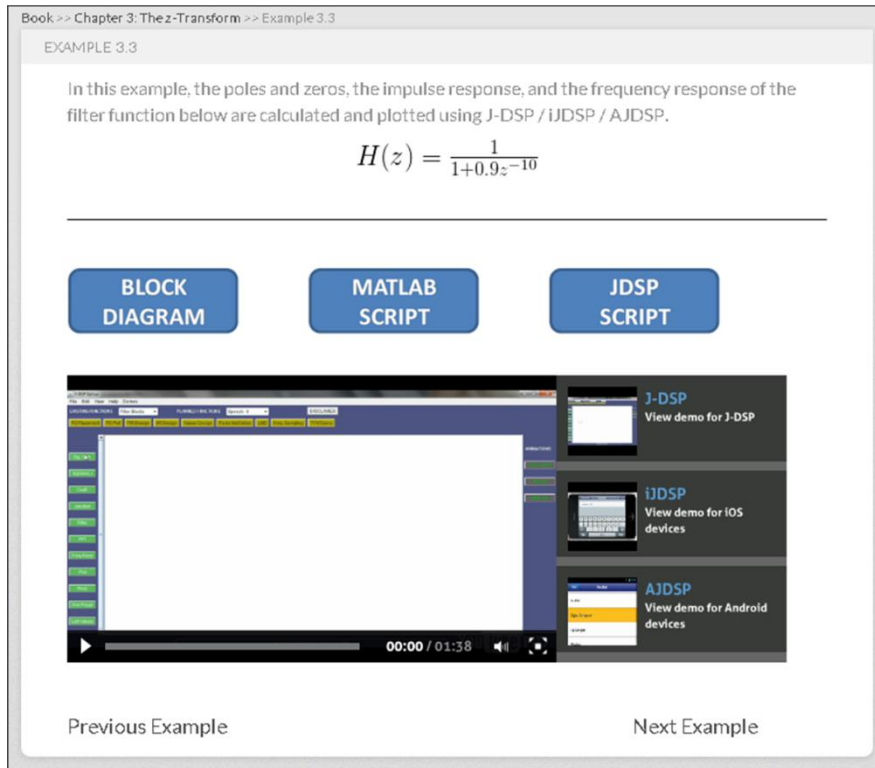 Book >> Chapter 3: The z-Transform >> Example 3.3
EXAMPLE 3.3
In this example, the poles and zeros, the impulse response, and the frequency response of the
filter function below are calculated and plotted using J-DSP / iJDSP / AJDSP.
H(z) = 1 / (1+0.9z^{-10})
BLOCK
DIAGRAM
MATLAB
SCRIPT
JDSP
SCRIPT
J-DSP
View demo for J-DSP
iJDSP
View demo for iOS
devices
AJDSP
View demo for Android
devices
00:00 / 01:38
Previous Example
Next Example